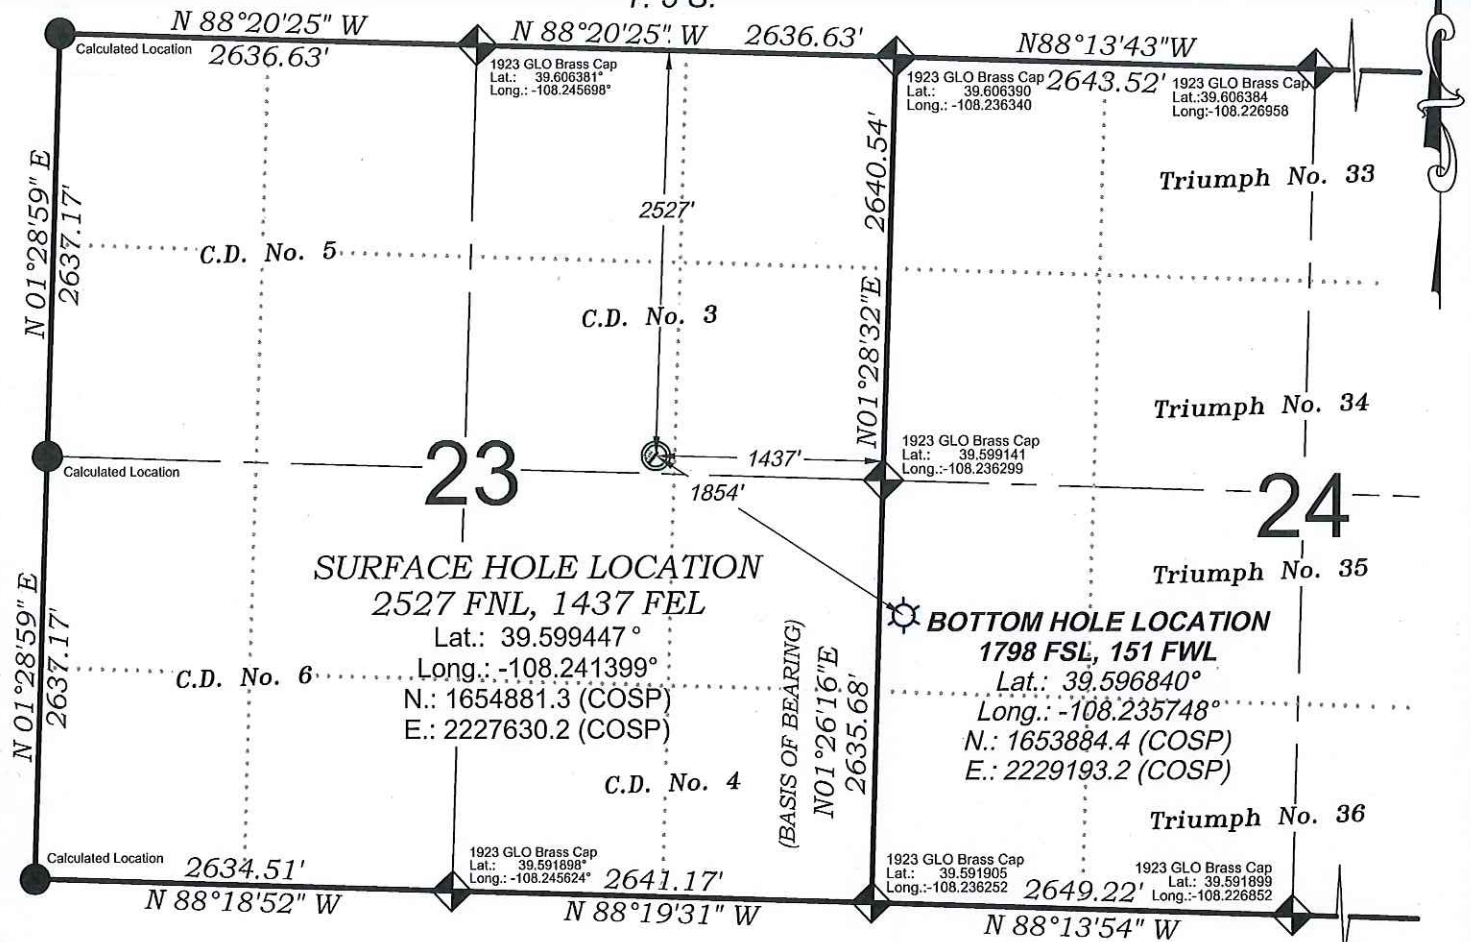 T. 5 S.
N 88°20'25" W
N 88°20'25" W 2636.63'
N88°13'43"W
Calculated Location
2636.63'
1923 GLO Brass Cap
Lat.: 39.606381°
Long.: -108.245698°
1923 GLO Brass Cap
Lat.: 39.606390
Long.: -108.236340
2643.52'
1923 GLO Brass Cap
Lat.:39.606384
Long:-108.226958
N 01°28'59" E
2637.17'
2640.54'
N01°28'32"E
Triumph No. 33
2527'
C.D. No. 5
C.D. No. 3
Triumph No. 34
1923 GLO Brass Cap
Lat.: 39.599141
Long.:-108.236299
1437'
Calculated Location
23
1854'
24
SURFACE HOLE LOCATION
2527 FNL, 1437 FEL
Lat.: 39.599447°
Long.: -108.241399°
N.: 1654881.3 (COSP)
E.: 2227630.2 (COSP)
Triumph No. 35
BOTTOM HOLE LOCATION
1798 FSL, 151 FWL
Lat.: 39.596840°
Long.: -108.235748°
N.: 1653884.4 (COSP)
E.: 2229193.2 (COSP)
N 01°28'59" E
2637.17'
C.D. No. 6
(BASIS OF BEARING)
N01°26'16"E
2635.68'
C.D. No. 4
Triumph No. 36
Calculated Location
2634.51'
N 88°18'52" W
1923 GLO Brass Cap
Lat.: 39.591898°
Long.: -108.245624°
2641.17'
N 88°19'31" W
1923 GLO Brass Cap
Lat.: 39.591905
Long.:-108.236252
2649.22'
N 88°13'54" W
1923 GLO Brass Cap
Lat.: 39.591899
Long.:-108.226852